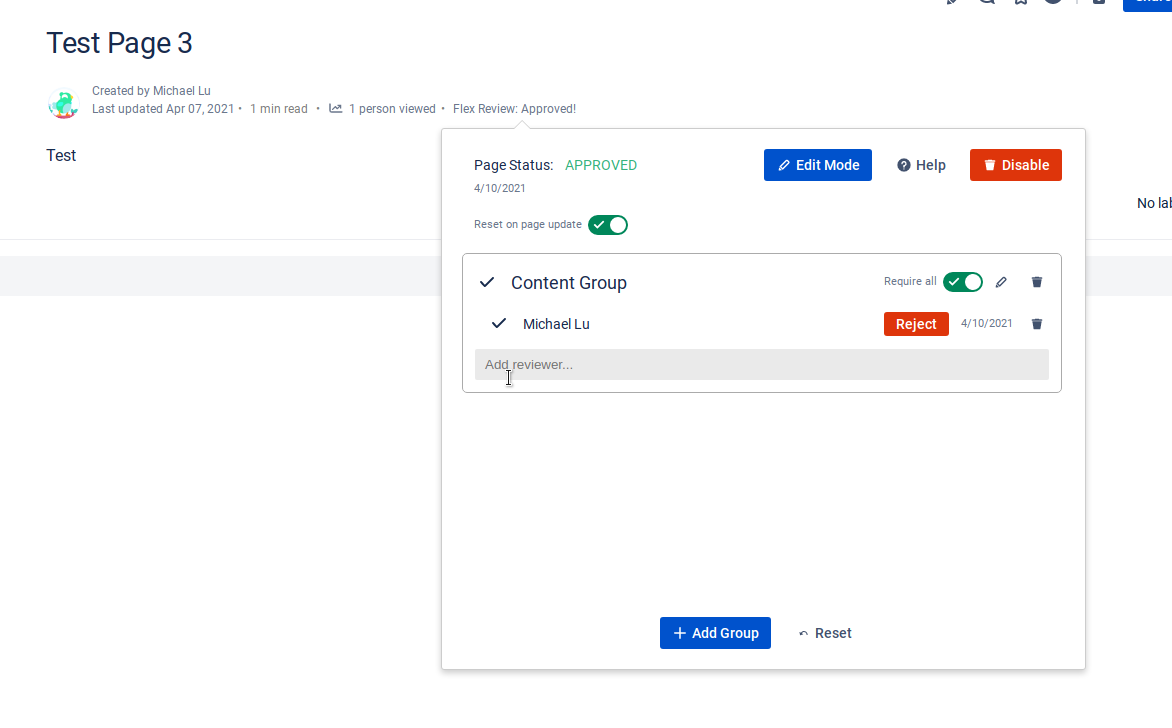 Test Page 3
Created by Michael Lu
Last updated Apr 07, 2021 • 1 min read • 1 person viewed • Flex Review: Approved!
Test
Page Status: APPROVED
Edit Mode
Help
Disable
4/10/2021
No lab
Reset on page update
Content Group
Require all
Michael Lu
Reject
4/10/2021
Add reviewer...
Add Group
Reset